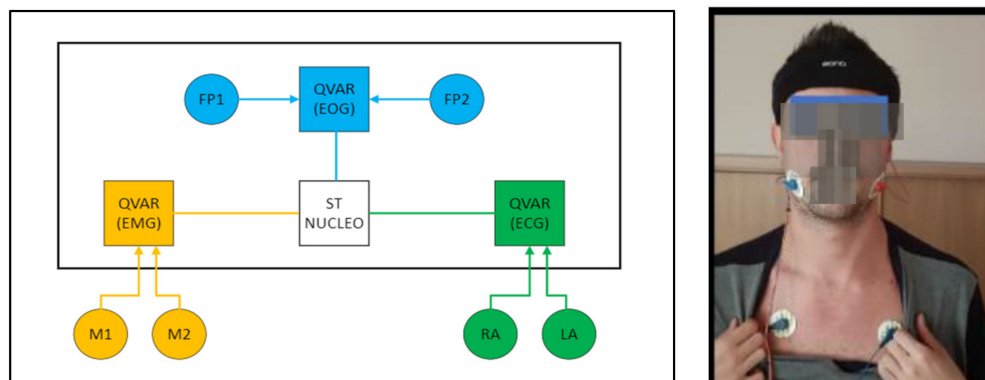 QVAR
(EOG)
FP1
FP2
QVAR
(EMG)
ST
NUCLEO
QVAR
(ECG)
M1
M2
RA
LA